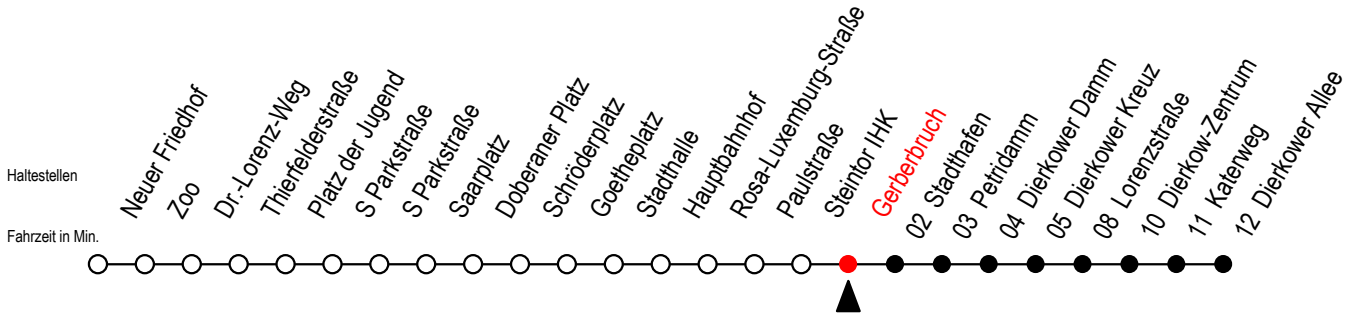 Haltestellen
Fahrzeit in Min.
Neuer Friedhof
Zoo
Dr.-Lorenz-Weg
Thierfelderstraße
Platz der Jugend
S Parkstraße
S Parkstraße
Saarplatz
Doberaner Platz
Schröderplatz
Goetheplatz
Stadthalle
Hauptbahnhof
Rosa-Luxemburg-Straße
Paulstraße
Steintor IHK
Gerberbruch
02 Stadthafen
03 Petridamm
04 Dierkower Damm
05 Dierkower Kreuz
08 Lorenzstraße
10 Dierkow-Zentrum
11 Katerweg
12 Dierkower Allee